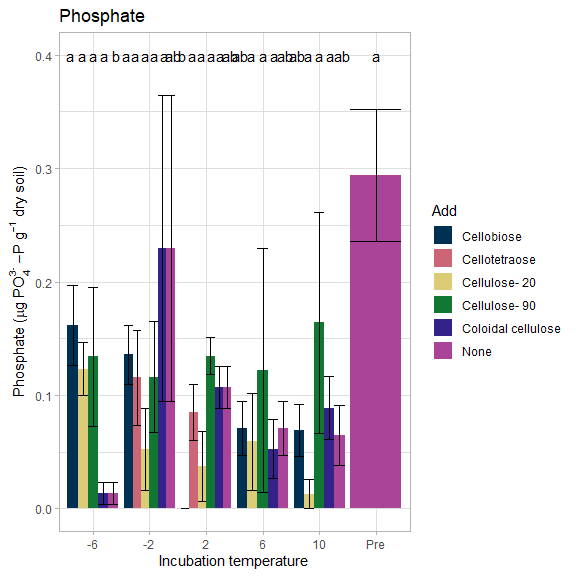 Phosphate
a a a a b a a a a a a a a a a a a a a a
0.4
0.3
0.2
0.1
0.0
Phosphate (µg PO₄³⁻ −P g⁻¹ dry soil)
-6 -2 2 6 10 Pre
Incubation temperature
Add
Cellobiose
Cellotetraose
Cellulose- 20
Cellulose- 90
Coloidal cellulose
None